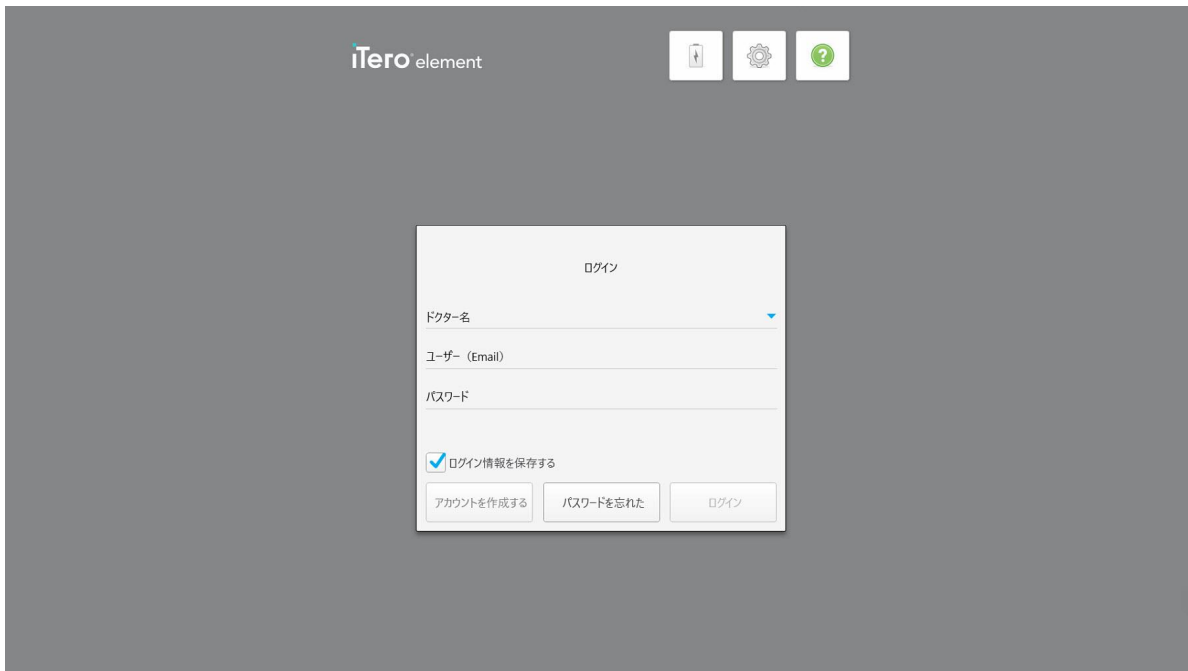 iTero element
ログイン
ドクター名
ユーザー（Email）
パスワード
ログイン情報を保存する
アカウントを作成する パスワードを忘れた ログイン